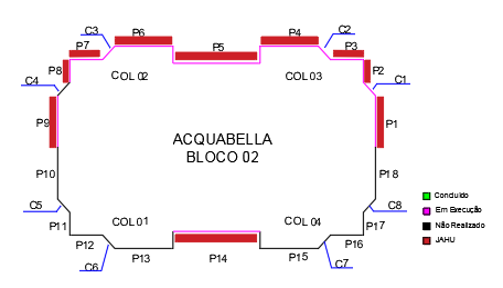 C3
P6
P5
P4
C2
P7
P3
P8
COL 02
COL 03
P2
C4
C1
P9
ACQUABELLA
BLOCO 02
P1
P10
P18
C5
C8
P11
COL 01
COL 04
P17
P12
P13
P14
P15
P16
C6
C7
Concluído
Em Execução
Não Realizado
JAHU